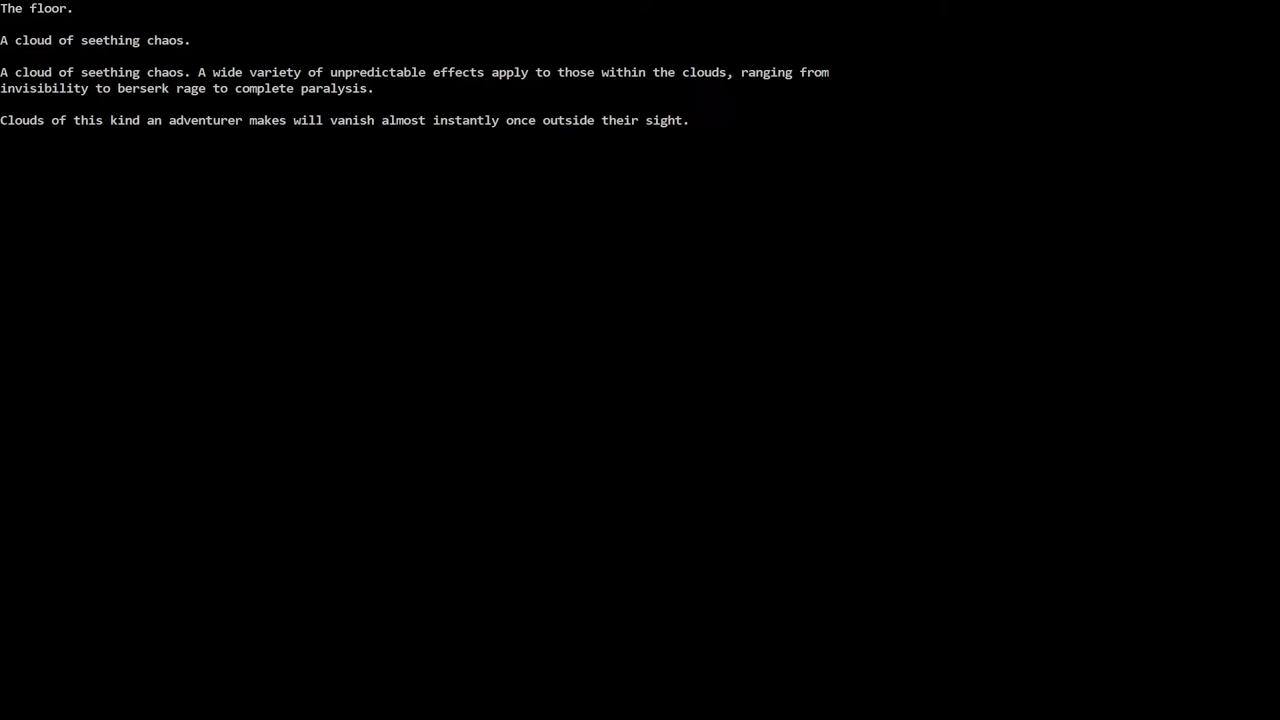 The floor.
A cloud of seething chaos.
A cloud of seething chaos. A wide variety of unpredictable effects apply to those within the clouds, ranging from
invisibility to berserk rage to complete paralysis.
Clouds of this kind an adventurer makes will vanish almost instantly once outside their sight.